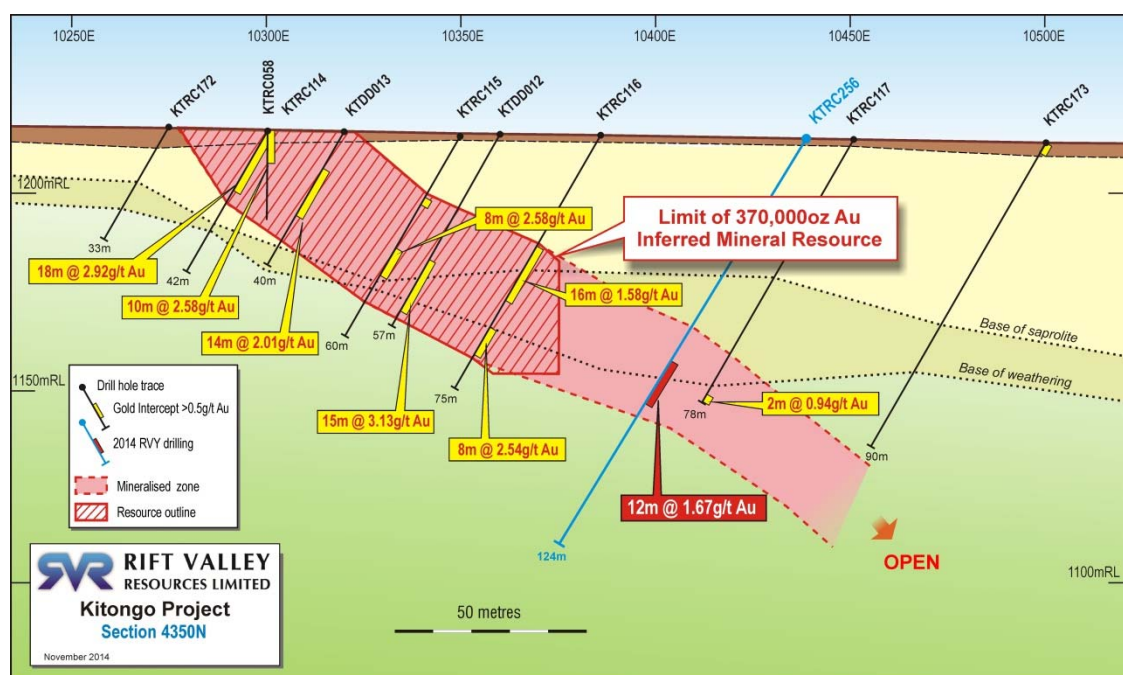 10250E
10300E
10350E
10400E
10450E
10500E
KTRC172
KTRC058
KTRC114
KTDD013
KTRC115
KTDD012
KTRC116
KTRC256
KTRC117
KTRC173
1200mRL
1150mRL
1100mRL
Limit of 370,000oz Au
Inferred Mineral Resource
8m @ 2.58g/t Au
16m @ 1.58g/t Au
33m
42m
40m
18m @ 2.92g/t Au
10m @ 2.58g/t Au
14m @ 2.01g/t Au
60m
57m
75m
15m @ 3.13g/t Au
8m @ 2.54g/t Au
78m
2m @ 0.94g/t Au
90m
12m @ 1.67g/t Au
124m
Base of saprolite
Base of weathering
OPEN
50 metres
Drill hole trace
Gold Intercept >0.5g/t Au
2014 RVY drilling
Mineralised zone
Resource outline
SVR RIFT VALLEY
RESOURCES LIMITED
Kitongo Project
Section 4350N
November 2014